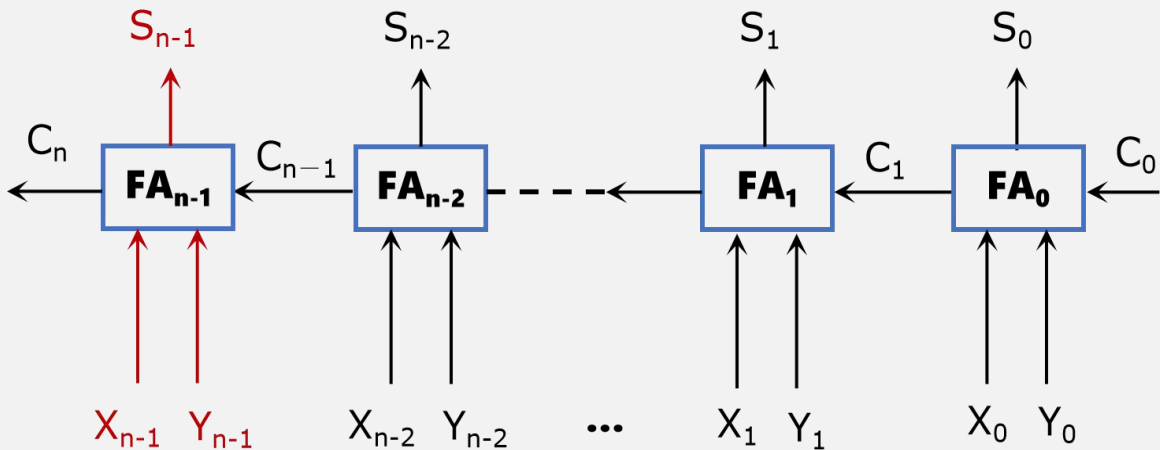 Sₙ₋₁ Sₙ₋₂ S₁ S₀
Cₙ Cₙ₋₁ C₁ C₀
FAₙ₋₁ FAₙ₋₂ FA₁ FA₀
Xₙ₋₁ Yₙ₋₁ Xₙ₋₂ Yₙ₋₂ ... X₁ Y₁ X₀ Y₀